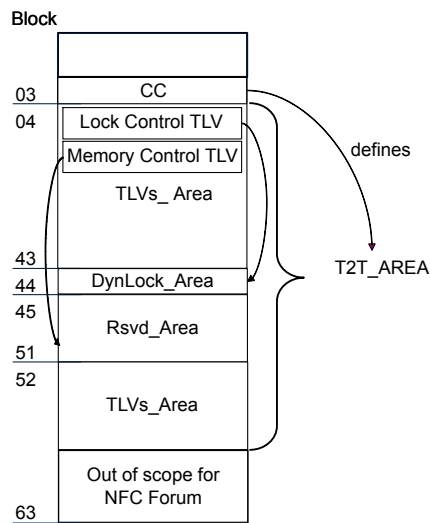 Block
03
CC
04
Lock Control TLV
Memory Control TLV
defines
TLVs_ Area
43
T2T_AREA
DynLock_Area
44
45
Rsvd_Area
51
52
TLVs_Area
Out of scope for
NFC Forum
63